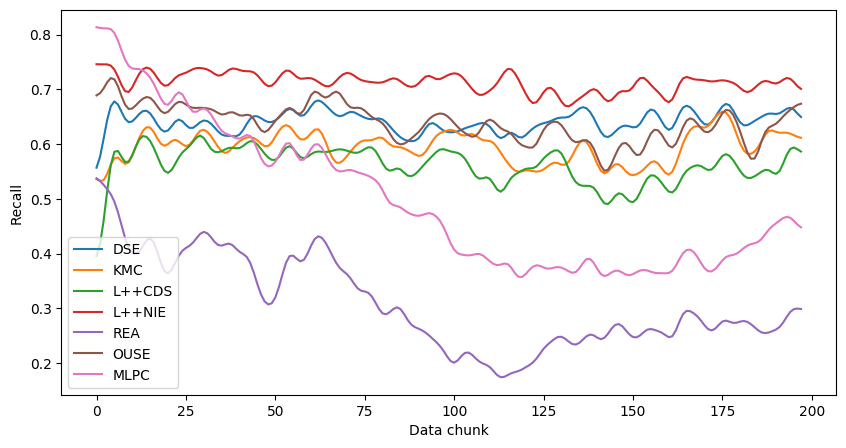 0.8
0.7
0.6
0.5
0.4
0.3
0.2
Recall
DSE
KMC
L++CDS
L++NIE
REA
OUSE
MLPC
0 25 50 75 100 125 150 175 200
Data chunk